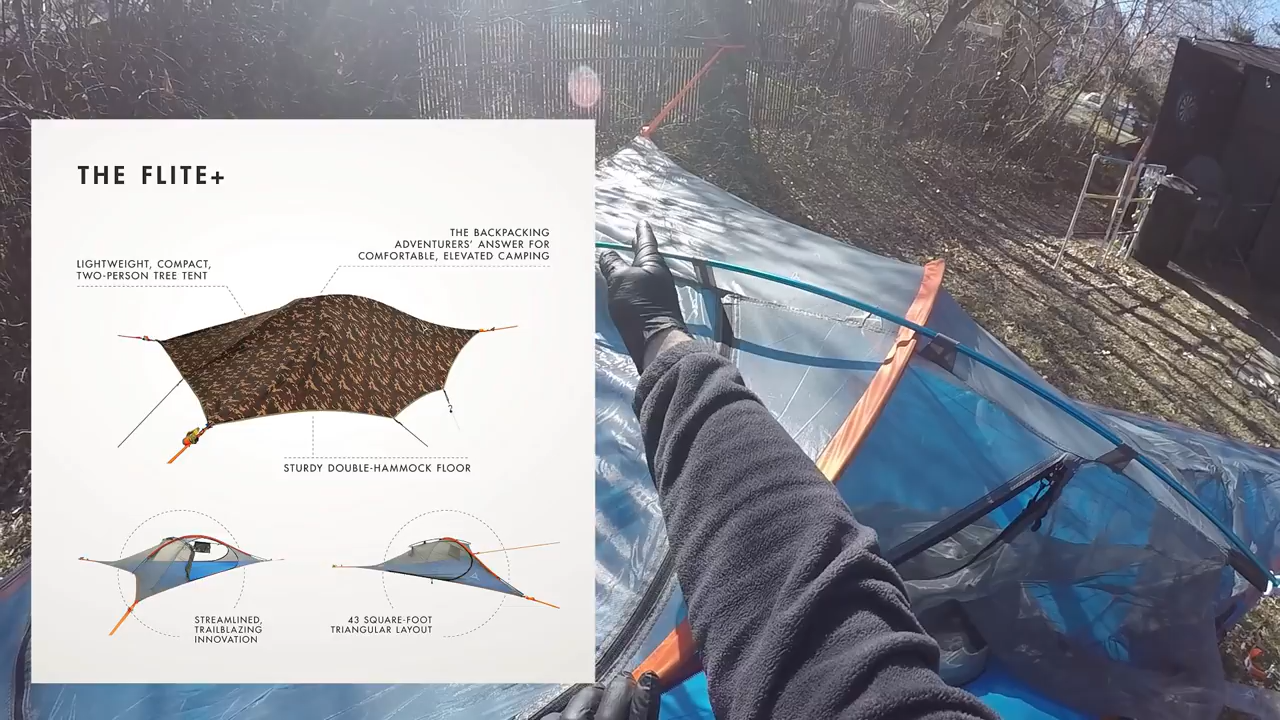 THE FLITE+
THE BACKPACKING
ADVENTURERS' ANSWER FOR
COMFORTABLE, ELEVATED CAMPING
LIGHTWEIGHT, COMPACT,
TWO-PERSON TREE TENT
STURDY DOUBLE-HAMMOCK FLOOR
STREAMLINED,
TRAILBLAZING
INNOVATION
43 SQUARE-FOOT
TRIANGULAR LAYOUT